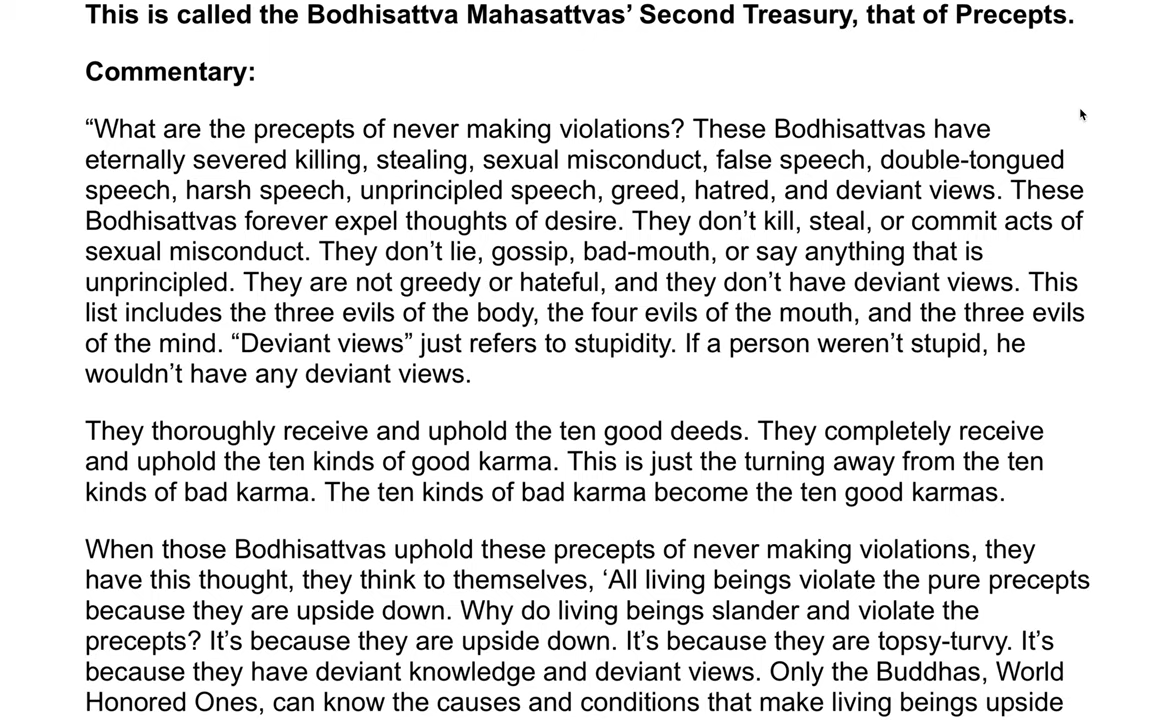 This is called the Bodhisattva Mahasattvas’ Second Treasury, that of Precepts.
Commentary:
“What are the precepts of never making violations? These Bodhisattvas have
eternally severed killing, stealing, sexual misconduct, false speech, double-tongued
speech, harsh speech, unprincipled speech, greed, hatred, and deviant views. These
Bodhisattvas forever expel thoughts of desire. They don’t kill, steal, or commit acts of
sexual misconduct. They don’t lie, gossip, bad-mouth, or say anything that is
unprincipled. They are not greedy or hateful, and they don’t have deviant views. This
list includes the three evils of the body, the four evils of the mouth, and the three evils
of the mind. “Deviant views” just refers to stupidity. If a person weren’t stupid, he
wouldn’t have any deviant views.
They thoroughly receive and uphold the ten good deeds. They completely receive
and uphold the ten kinds of good karma. This is just the turning away from the ten
kinds of bad karma. The ten kinds of bad karma become the ten good karmas.
When those Bodhisattvas uphold these precepts of never making violations, they
have this thought, they think to themselves, ‘All living beings violate the pure precepts
because they are upside down. Why do living beings slander and violate the
precepts? It’s because they are upside down. It’s because they are topsy-turvy. It’s
because they have deviant knowledge and deviant views. Only the Buddhas, World
Honored Ones, can know the causes and conditions that make living beings upside